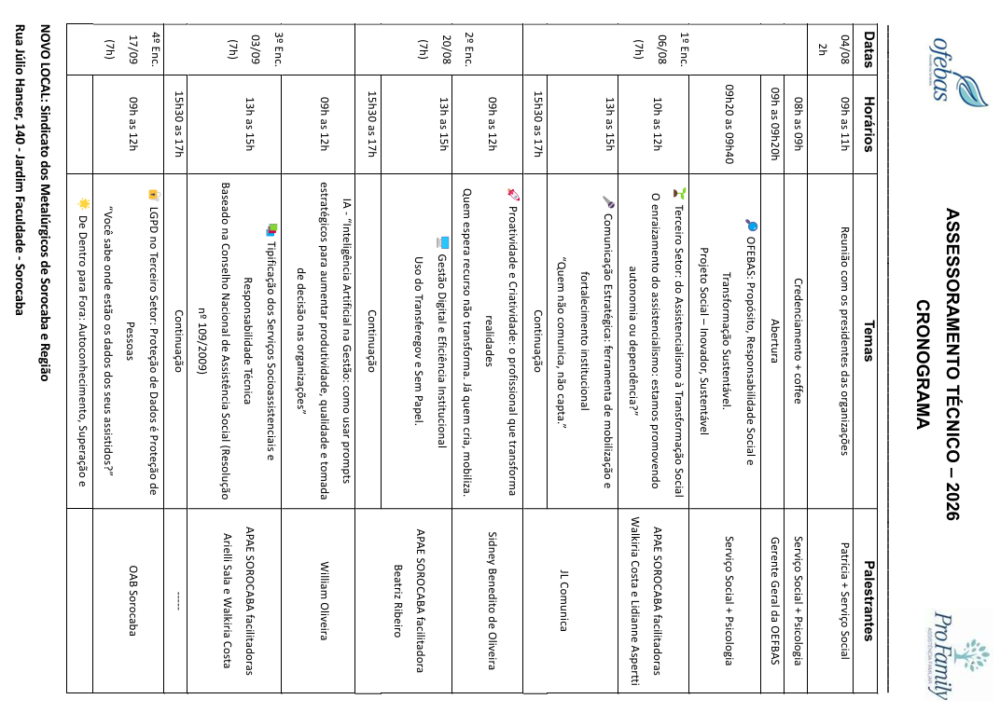 ofebas
ASSESSORAMENTO TÉCNICO – 2026
CRONOGRAMA
Pro Family
ASSISTÊNCIA FAMILIAR
Datas Horários Temas Palestrantes
04/08 09h as 11h Reunião com os presidentes das organizações Patrícia + Serviço Social
2h
08h as 09h Credenciamento + coffee Serviço Social + Psicologia
09h as 09h20h Abertura Gerente Geral da OEFBAS
09h20 as 09h40 OFEBAS: Propósito, Responsabilidade Social e
Transformação Sustentável.
Projeto Social – Inovador, Sustentável
Serviço Social + Psicologia
1º Enc.
06/08
(7h)
10h as 12h Terceiro Setor: do Assistencialismo à Transformação Social
O enraizamento do assistencialismo: estamos promovendo
autonomia ou dependência?”
APAE SOROCABA facilitadoras
Walkiria Costa e Lidianne Aspertti
13h as 15h Comunicação Estratégica: ferramenta de mobilização e
fortalecimento institucional
“Quem não comunica, não capta.”
JL Comunica
15h30 as 17h Continuação
2º Enc.
20/08
(7h)
09h as 12h Proatividade e Criatividade: o profissional que transforma
realidades
Quem espera recurso não transforma. Já quem cria, mobiliza.
Sidney Benedito de Oliveira
13h as 15h Gestão Digital e Eficiência Institucional
Uso do Transferegov e Sem Papel.
APAE SOROCABA facilitadora
Beatriz Ribeiro
15h30 as 17h Continuação
3º Enc.
03/09
(7h)
09h as 12h IA - “Inteligência Artificial na Gestão: como usar prompts
estratégicos para aumentar produtividade, qualidade e tomada
de decisão nas organizações”
William Oliveira
13h as 15h Tipificação dos Serviços Socioassistenciais e
Responsabilidade Técnica
Baseado na Conselho Nacional de Assistência Social (Resolução
nº 109/2009)
APAE SOROCABA facilitadoras
Arielli Sala e Walkiria Costa
15h30 as 17h Continuação -----
4º Enc.
17/09
(7h)
09h as 12h LGPD no Terceiro Setor: Proteção de Dados é Proteção de
Pessoas
“Você sabe onde estão os dados dos seus assistidos?”
OAB Sorocaba
De Dentro para Fora: Autoconhecimento, Superação e
NOVO LOCAL: Sindicato dos Metalúrgicos de Sorocaba e Região
Rua Júlio Hanser, 140 - Jardim Faculdade - Sorocaba